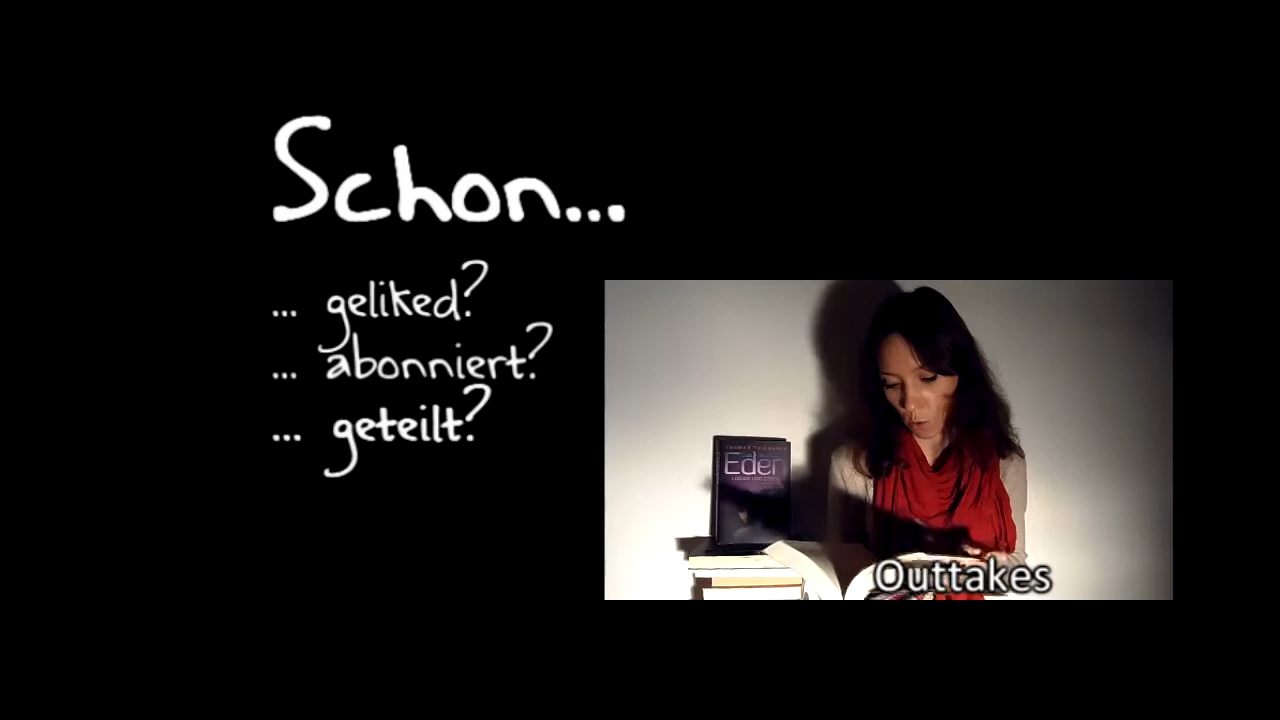 Schon...
... geliked?
... abonniert?
... geteilt?
Eden
Outtakes